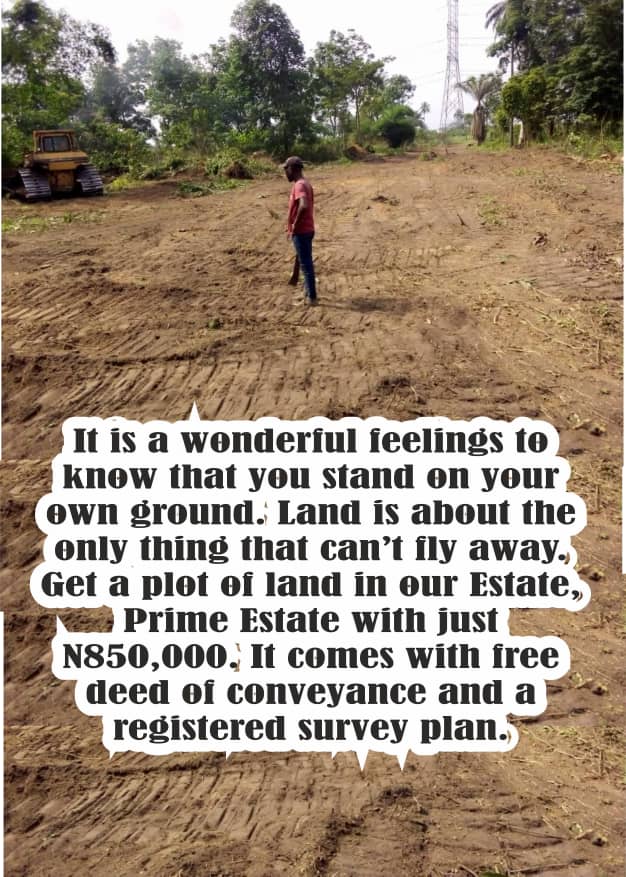 It is a wonderful feelings to
know that you stand on your
own ground. Land is about the
only thing that can't fly away.
Get a plot of land in our Estate,
Prime Estate with just
N850,000. It comes with free
deed of conveyance and a
registered survey plan.